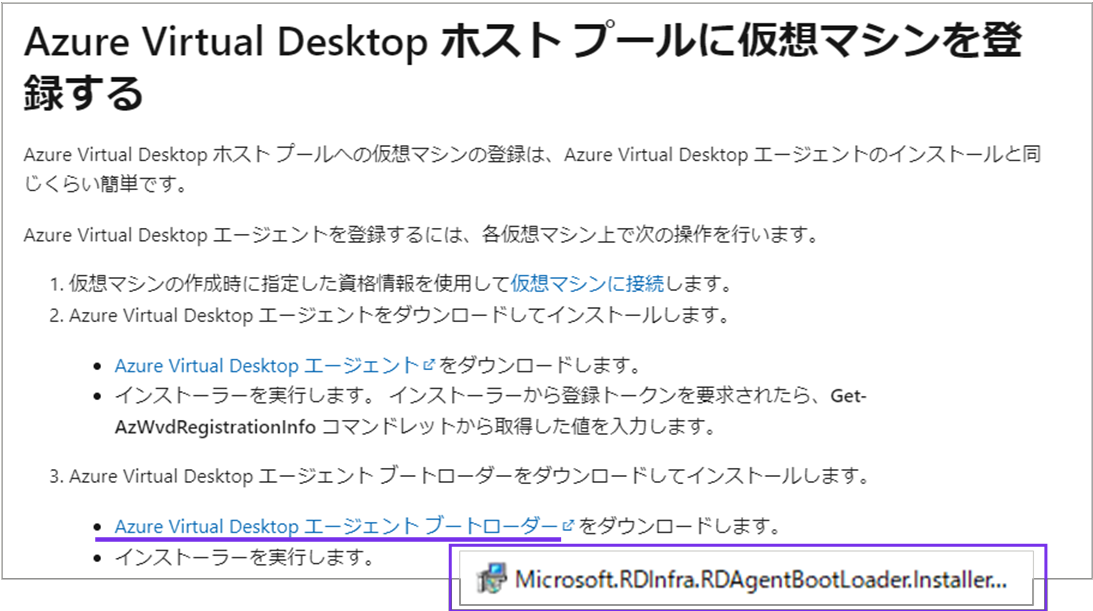 Azure Virtual Desktop ホスト プールに仮想マシンを登
録する
Azure Virtual Desktop ホスト プールへの仮想マシンの登録は、Azure Virtual Desktop エージェントのインストールと同
じくらい簡単です。
Azure Virtual Desktop エージェントを登録するには、各仮想マシン上で次の操作を行います。
1. 仮想マシンの作成時に指定した資格情報を使用して仮想マシンに接続します。
2. Azure Virtual Desktop エージェントをダウンロードしてインストールします。
• Azure Virtual Desktop エージェント をダウンロードします。
• インストーラーを実行します。 インストーラーから登録トークンを要求されたら、Get-
AzWvdRegistrationInfo コマンドレットから取得した値を入力します。
3. Azure Virtual Desktop エージェント ブートローダーをダウンロードしてインストールします。
• Azure Virtual Desktop エージェント ブートローダー をダウンロードします。
• インストーラーを実行します。
Microsoft.RDInfra.RDAgentBootLoader.Installer...